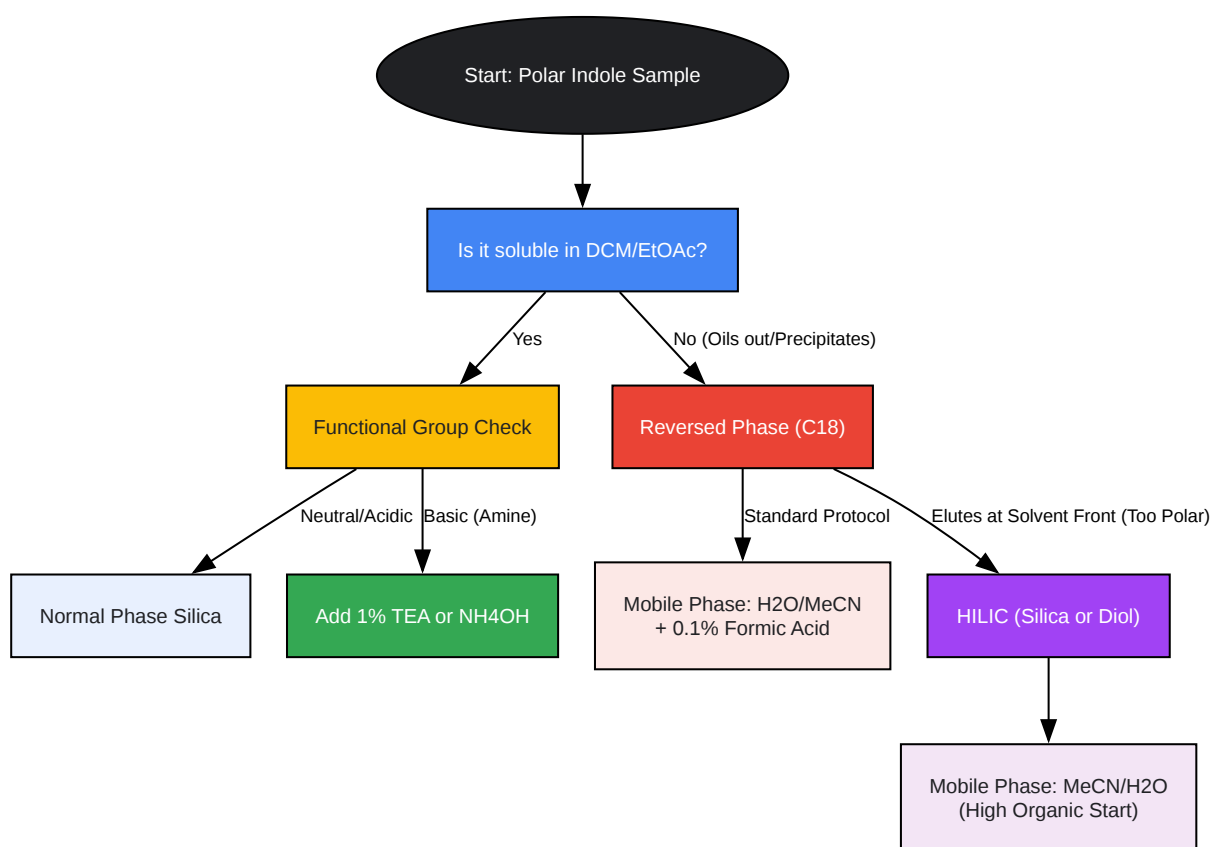 Start: Polar Indole Sample
Is it soluble in DCM/EtOAc?
Yes
No (Oils out/Precipitates)
Functional Group Check
Reversed Phase (C18)
Neutral/Acidic
Basic (Amine)
Standard Protocol
Elutes at Solvent Front (Too Polar)
Normal Phase Silica
Add 1% TEA or NH4OH
Mobile Phase: H2O/MeCN
+ 0.1% Formic Acid
HILIC (Silica or Diol)
Mobile Phase: MeCN/H2O
(High Organic Start)